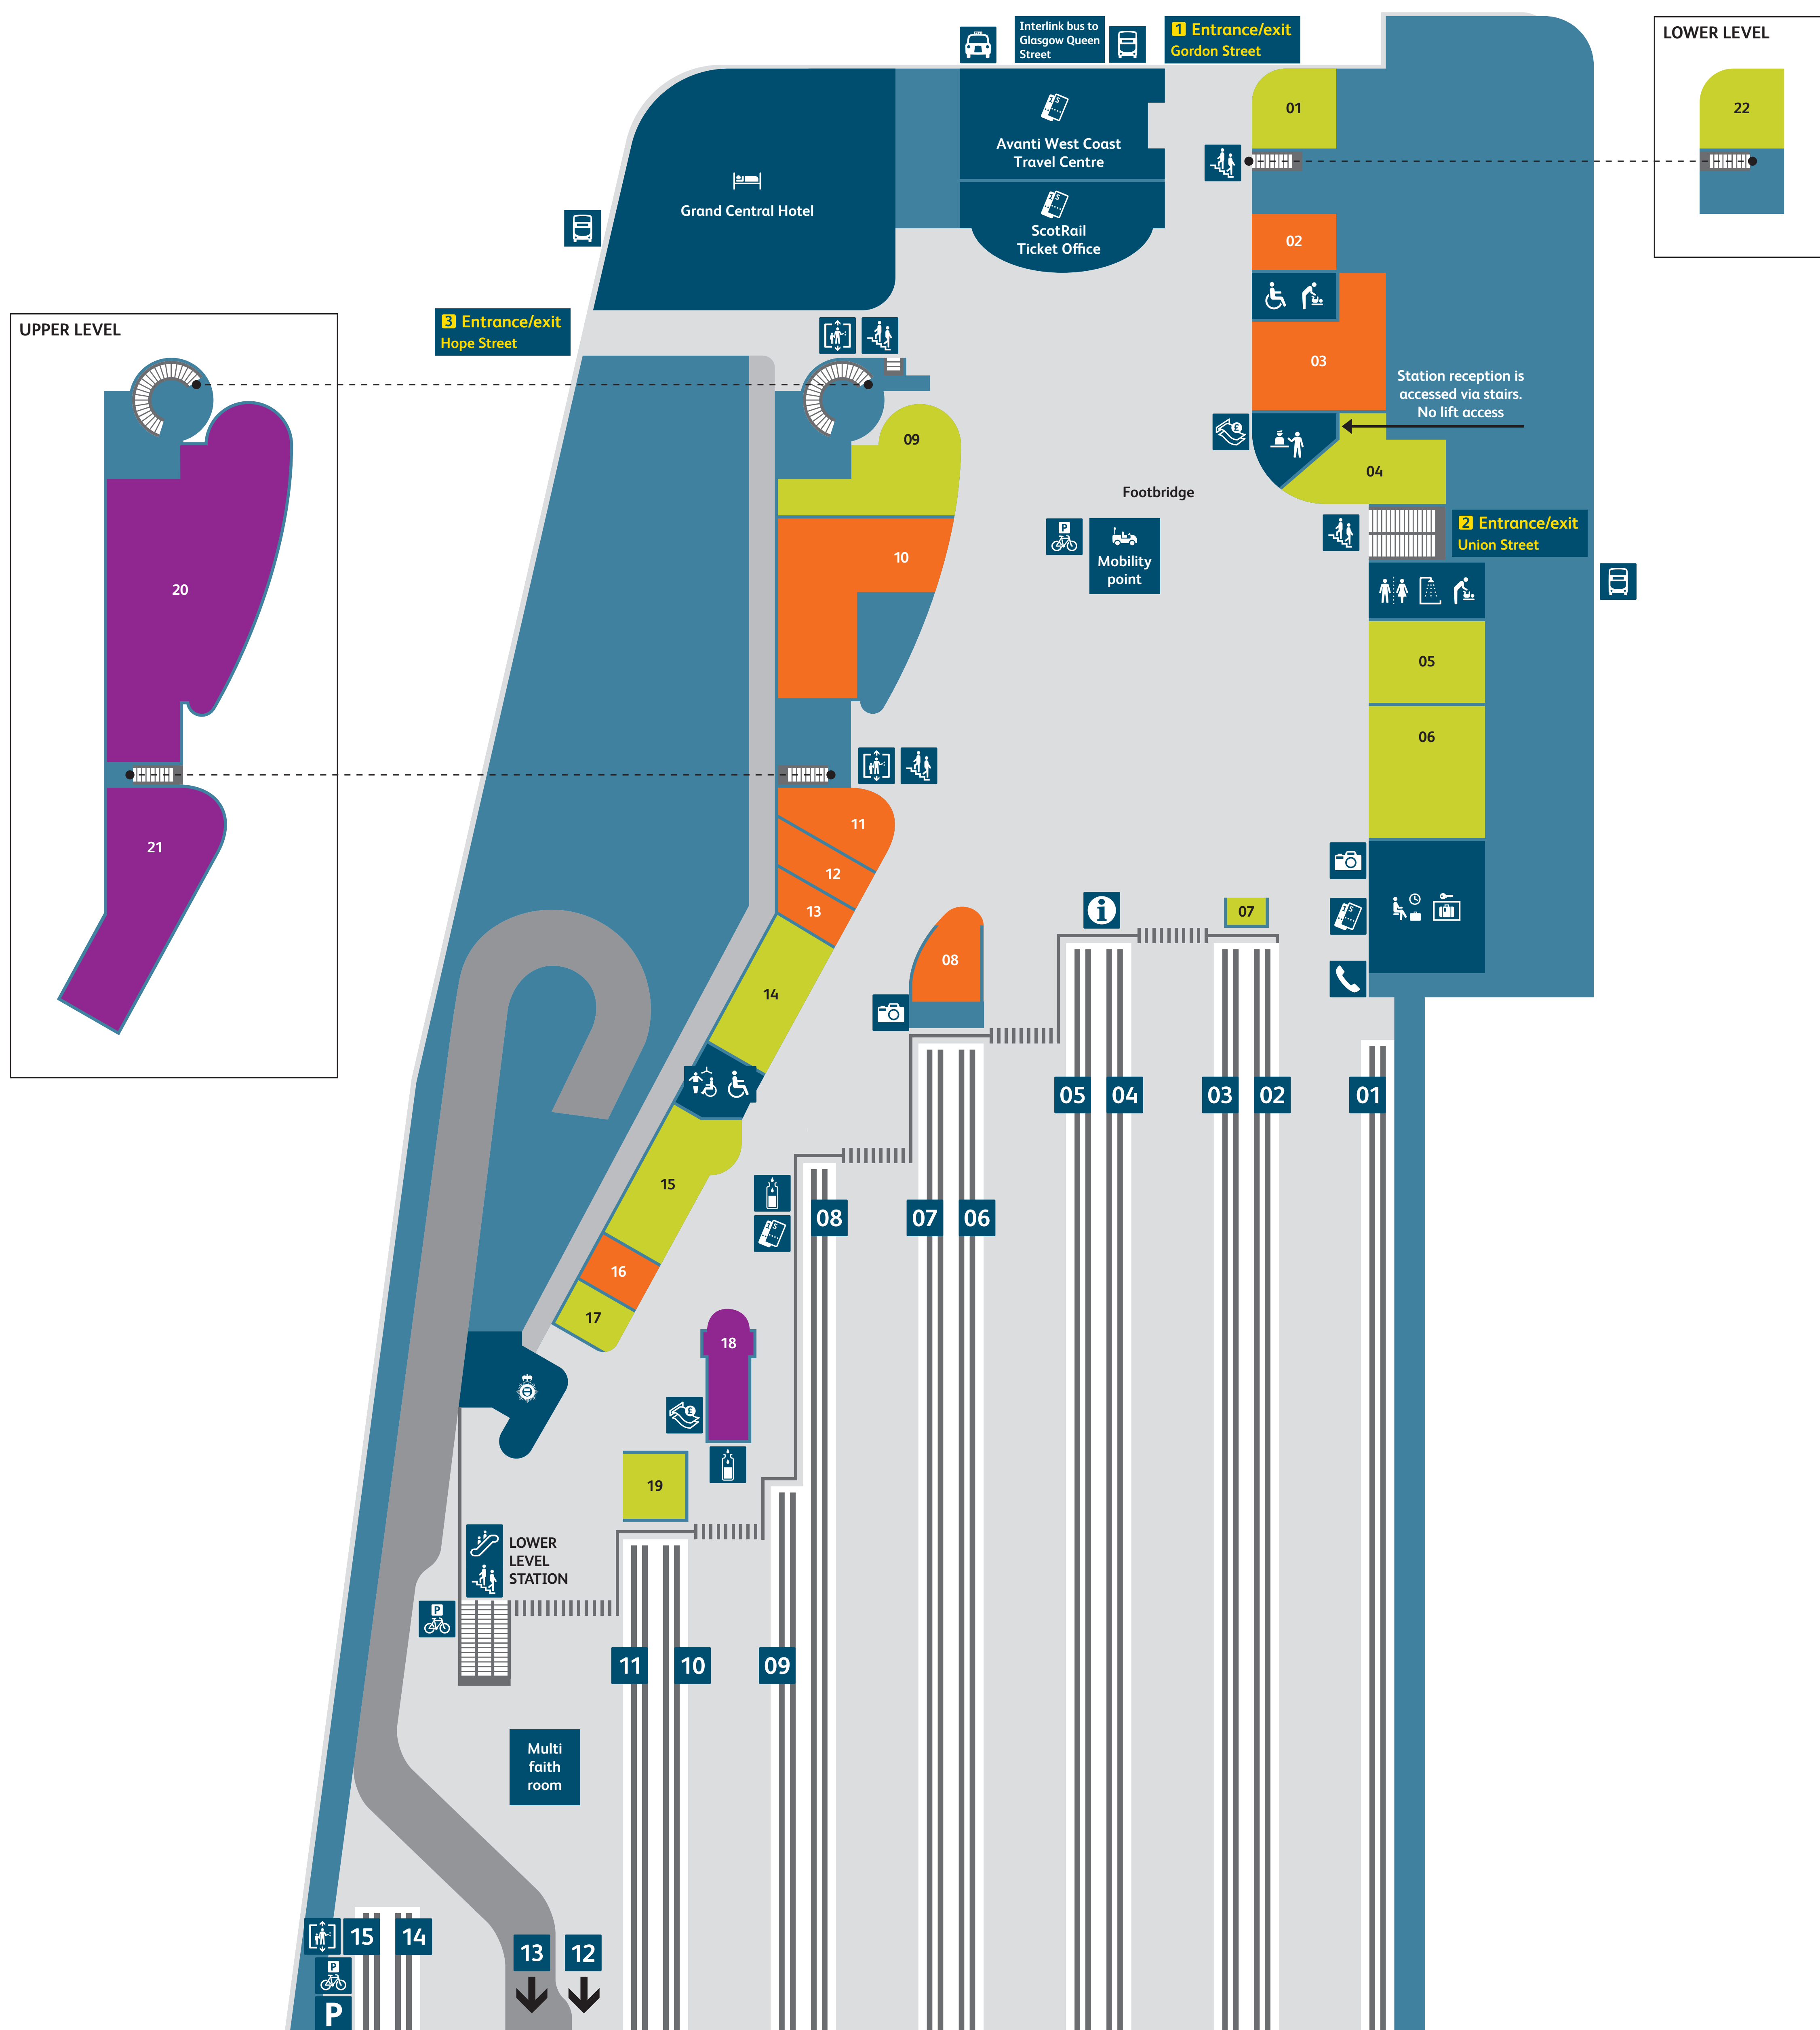 Interlink bus to
Glasgow Queen
Street
1 Entrance/exit
Gordon Street
LOWER LEVEL
01
22
Avanti West Coast
Travel Centre
Grand Central Hotel
ScotRail
Ticket Office
02
3 Entrance/exit
Hope Street
UPPER LEVEL
03
Station reception is
accessed via stairs.
No lift access
09
£
04
Footbridge
2 Entrance/exit
Union Street
P
Mobility
point
10
20
05
06
11
21
12
13
07
08
14
05
04
03
02
01
15
08
07
06
16
17
18
£
19
LOWER
LEVEL
STATION
P
11
10
09
Multi
faith
room
15
14
13
12
P
P